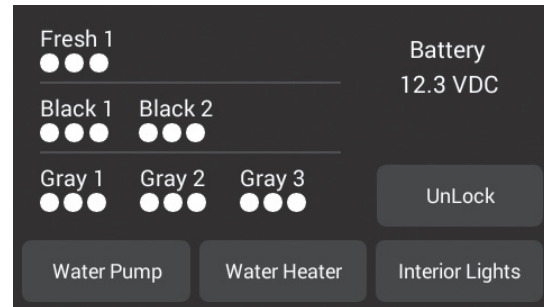 Fresh 1
Battery
12.3 VDC
Black 1 Black 2
Gray 1 Gray 2 Gray 3
UnLock
Water Pump Water Heater Interior Lights